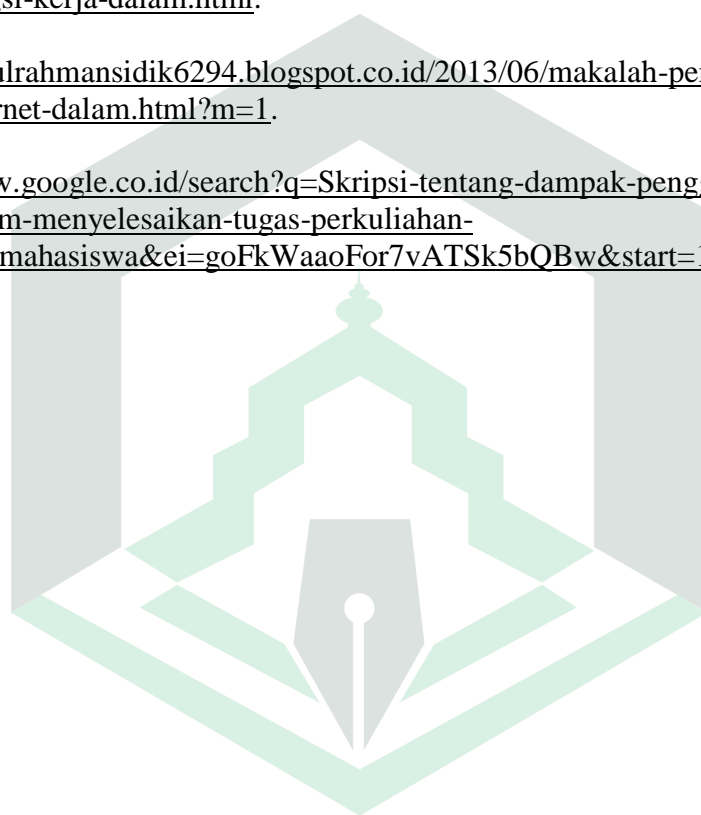 si-kerja-dalam.html.
ulrahmansidik6294.blogspot.co.id/2013/06/makalah-pe
rnet-dalam.html?m=1.
w.google.co.id/search?q=Skripsi-tentang-dampak-peng
m-menyelesaikan-tugas-perkuliahan-
mahasiswa&ei=goFkWaaoFor7vATSk5bQBw&start=1